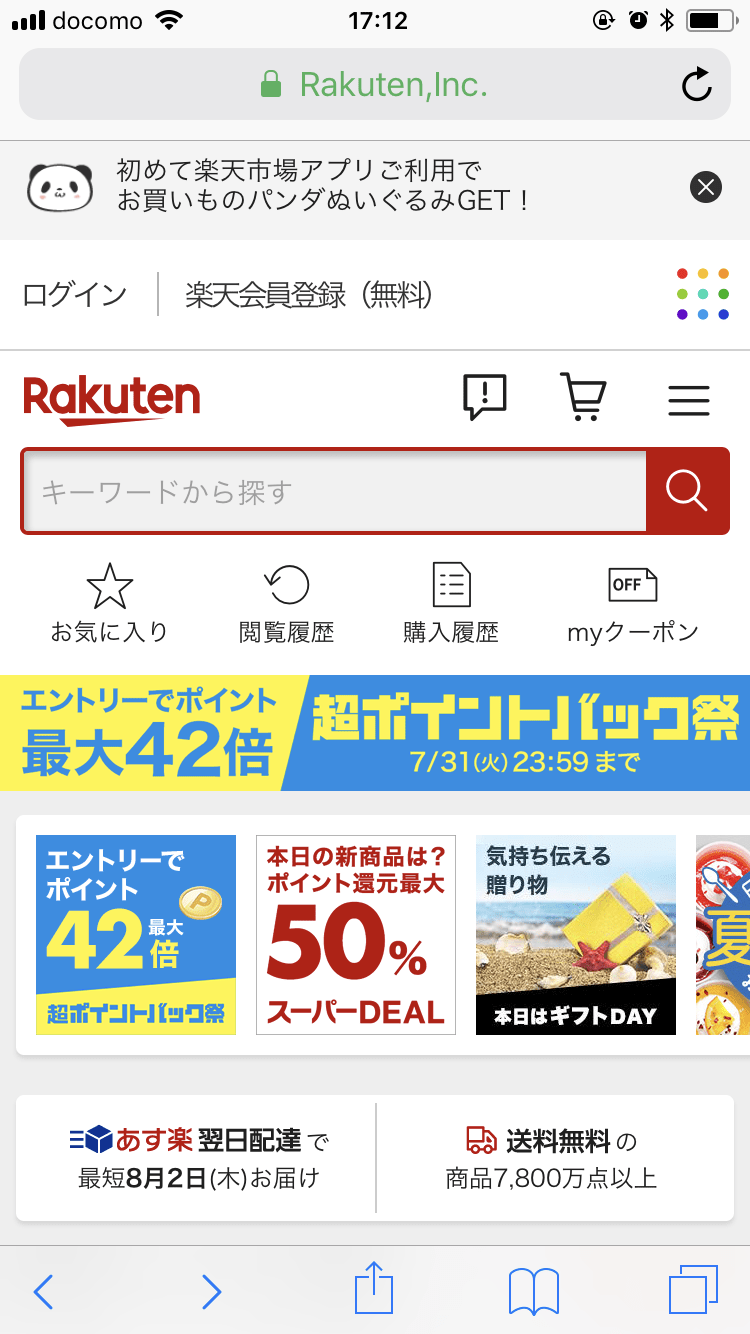 docomo
17:12
Rakuten,Inc.
初めて楽天市場アプリご利用で
お買いものパンダぬいぐるみGET！
ログイン
楽天会員登録（無料）
Rakuten
キーワードから探す
お気に入り
閲覧履歴
購入履歴
OFF
myクーポン
エントリーでポイント
最大42倍
超ポイントバック祭
7/31(火)23:59まで
エントリーで
ポイント
42最大倍
P
超ポイントバック祭
本日の新商品は？
ポイント還元最大
50%
スーパーDEAL
気持ち伝える
贈り物
本日はギフトDAY
夏
あす楽 翌日配達で
最短8月2日(木)お届け
送料無料の
商品7,800万点以上